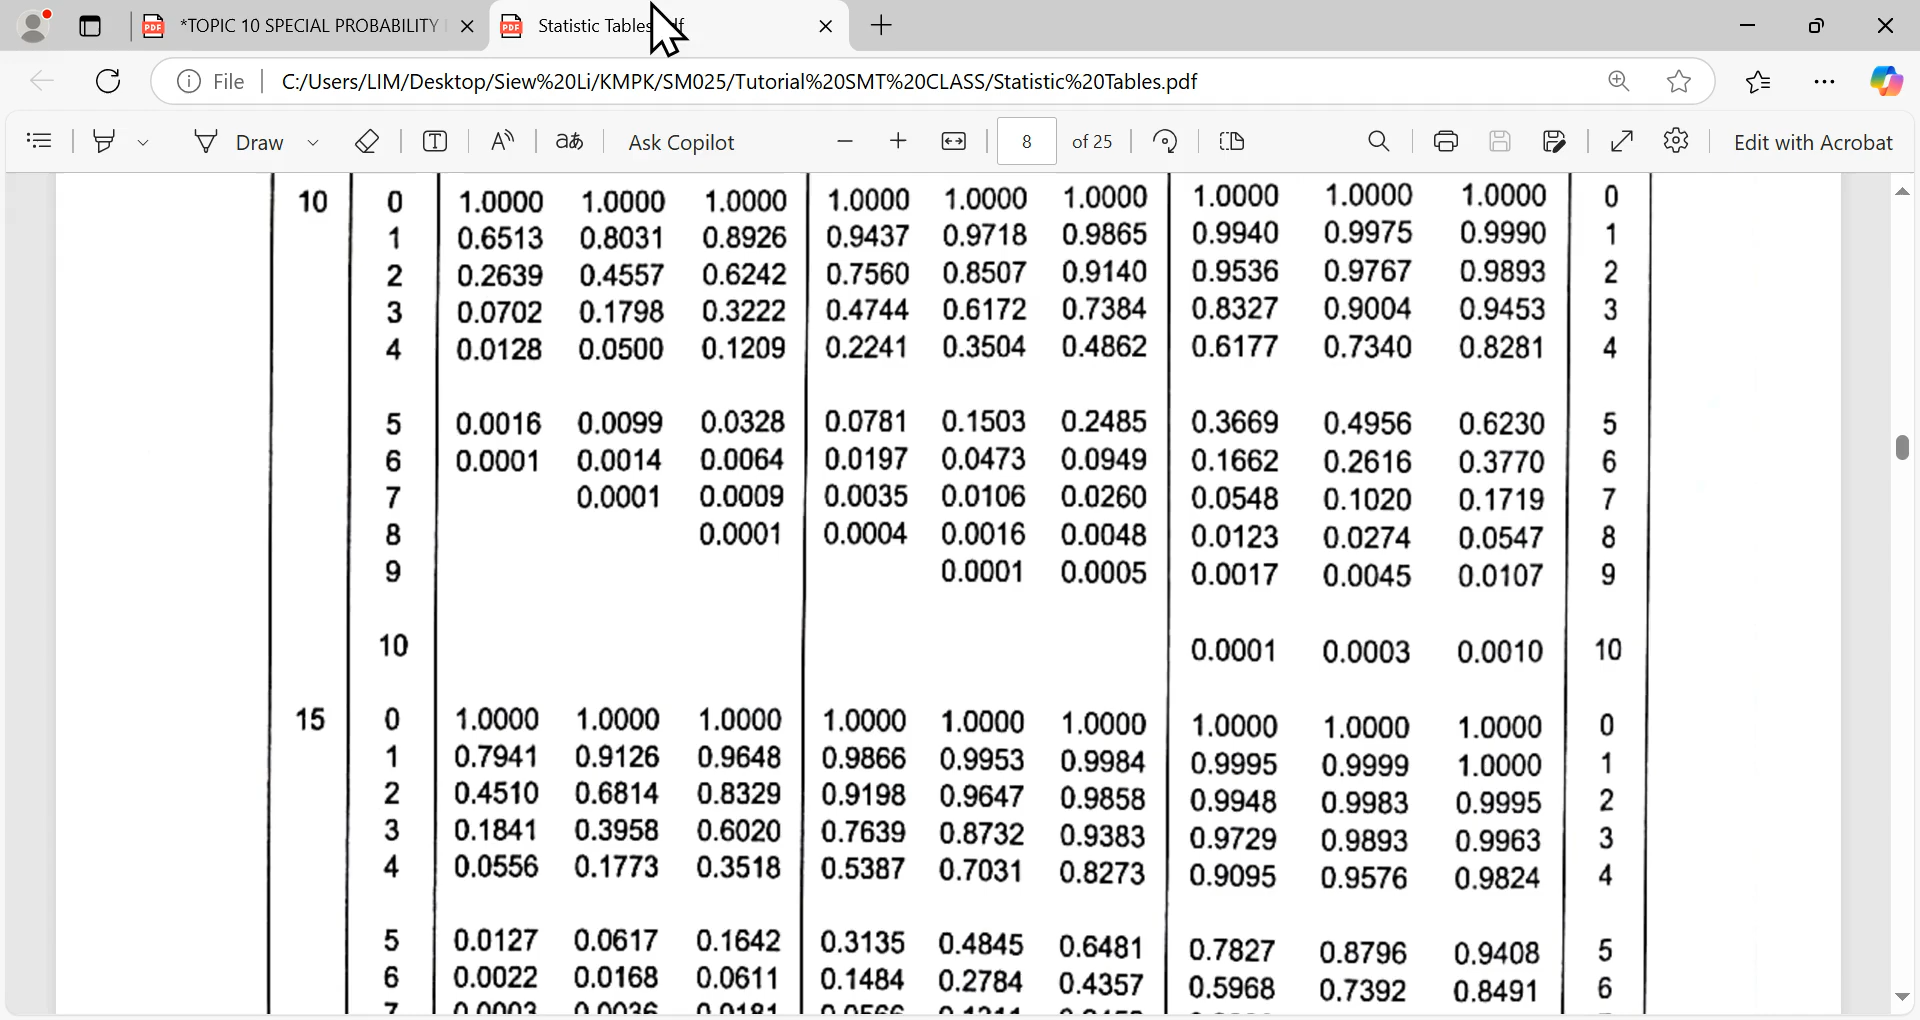 *TOPIC 10 SPECIAL PROBABILITY
Statistic Tables
File C:/Users/LIM/Desktop/Siew%20Li/KMPK/SM025/Tutorial%20SMT%20CLASS/Statistic%20Tables.pdf
Draw Ask Copilot 8 of 25 Edit with Acrobat
10 0 1.0000 1.0000 1.0000 1.0000 1.0000 1.0000 1.0000 1.0000 1.0000 0
1 0.6513 0.8031 0.8926 0.9437 0.9718 0.9865 0.9940 0.9975 0.9990 1
2 0.2639 0.4557 0.6242 0.7560 0.8507 0.9140 0.9536 0.9767 0.9893 2
3 0.0702 0.1798 0.3222 0.4744 0.6172 0.7384 0.8327 0.9004 0.9453 3
4 0.0128 0.0500 0.1209 0.2241 0.3504 0.4862 0.6177 0.7340 0.8281 4
5 0.0016 0.0099 0.0328 0.0781 0.1503 0.2485 0.3669 0.4956 0.6230 5
6 0.0001 0.0014 0.0064 0.0197 0.0473 0.0949 0.1662 0.2616 0.3770 6
7 0.0001 0.0009 0.0035 0.0106 0.0260 0.0548 0.1020 0.1719 7
8 0.0001 0.0004 0.0016 0.0048 0.0123 0.0274 0.0547 8
9 0.0001 0.0005 0.0017 0.0045 0.0107 9
10 0.0001 0.0003 0.0010 10
15 0 1.0000 1.0000 1.0000 1.0000 1.0000 1.0000 1.0000 1.0000 1.0000 0
1 0.7941 0.9126 0.9648 0.9866 0.9953 0.9984 0.9995 0.9999 1.0000 1
2 0.4510 0.6814 0.8329 0.9198 0.9647 0.9858 0.9948 0.9983 0.9995 2
3 0.1841 0.3958 0.6020 0.7639 0.8732 0.9383 0.9729 0.9893 0.9963 3
4 0.0556 0.1773 0.3518 0.5387 0.7031 0.8273 0.9095 0.9576 0.9824 4
5 0.0127 0.0617 0.1642 0.3135 0.4845 0.6481 0.7827 0.8796 0.9408 5
6 0.0022 0.0168 0.0611 0.1484 0.2784 0.4357 0.5968 0.7392 0.8491 6